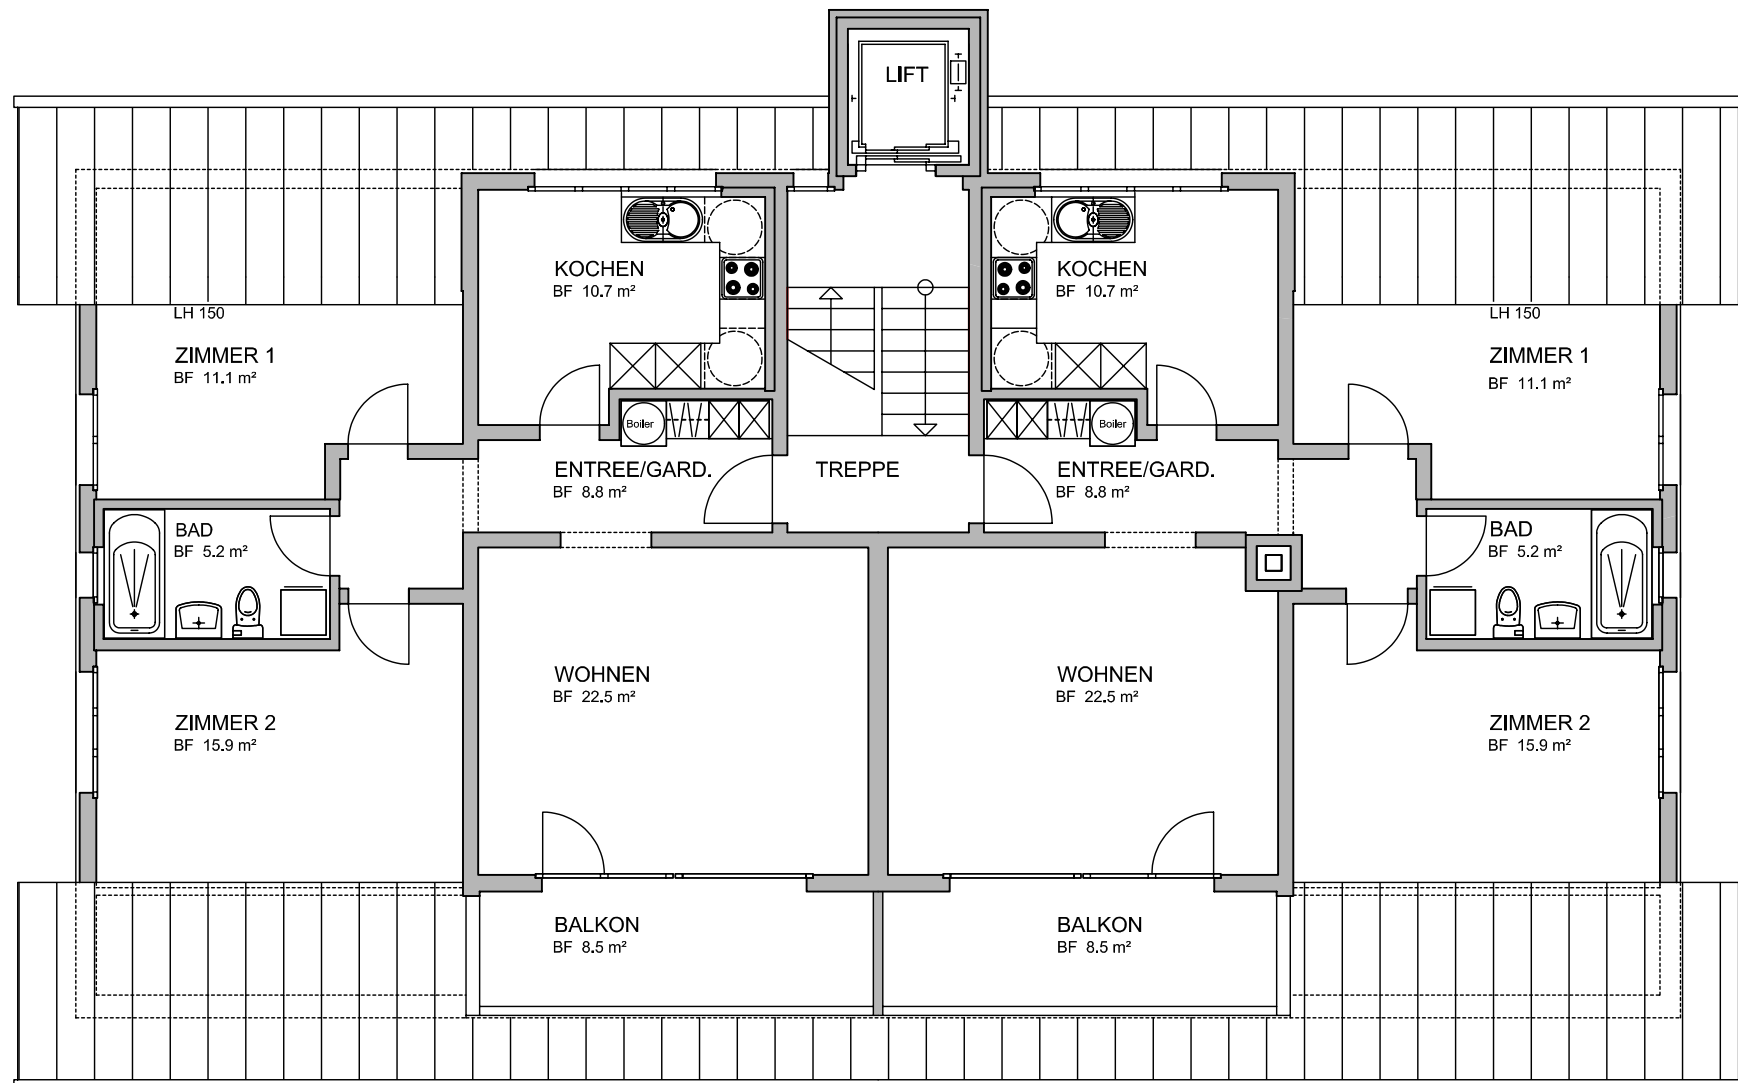 LIFT
KOCHEN
BF 10.7 m²
KOCHEN
BF 10.7 m²
LH 150
ZIMMER 1
BF 11.1 m²
LH 150
ZIMMER 1
BF 11.1 m²
Boiler
Boiler
ENTREE/GARD.
BF 8.8 m²
TREPPE
ENTREE/GARD.
BF 8.8 m²
BAD
BF 5.2 m²
BAD
BF 5.2 m²
WOHNEN
BF 22.5 m²
WOHNEN
BF 22.5 m²
ZIMMER 2
BF 15.9 m²
ZIMMER 2
BF 15.9 m²
BALKON
BF 8.5 m²
BALKON
BF 8.5 m²